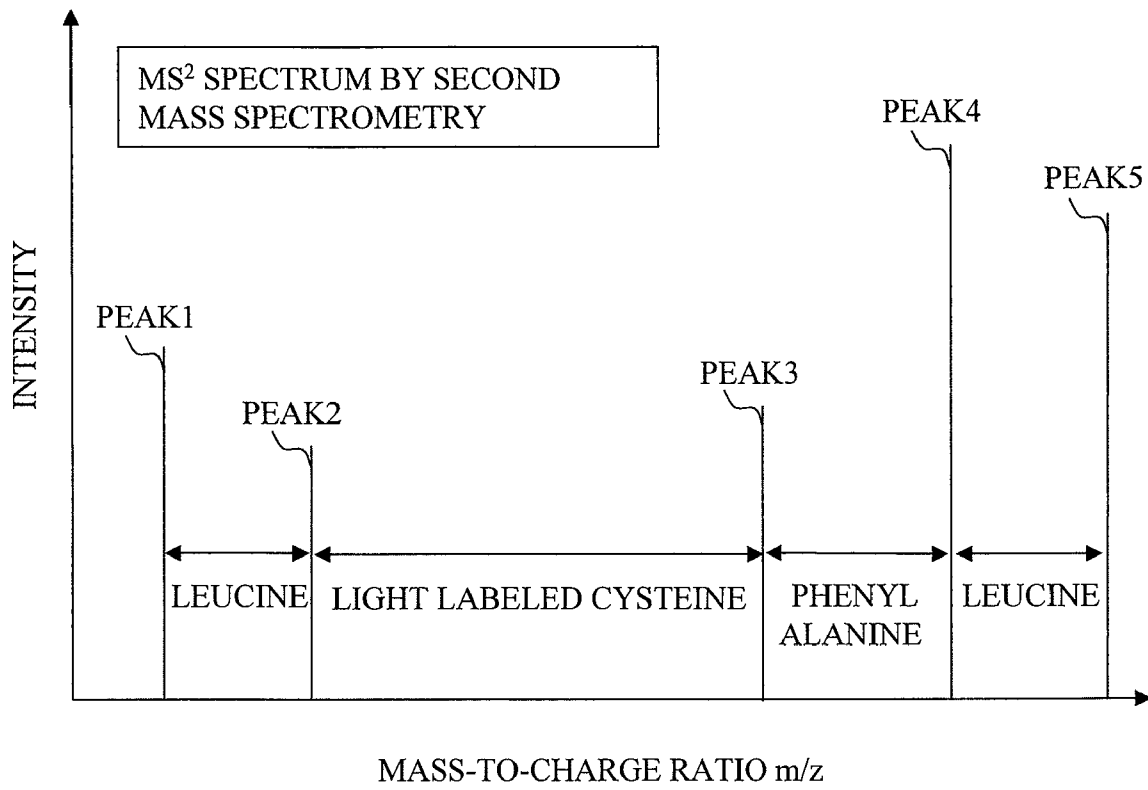 MS² SPECTRUM BY SECOND
MASS SPECTROMETRY
PEAK4
PEAK5
INTENSITY
PEAK1
PEAK3
PEAK2
LEUCINE
LIGHT LABELED CYSTEINE
PHENYL
ALANINE
LEUCINE
MASS-TO-CHARGE RATIO m/z